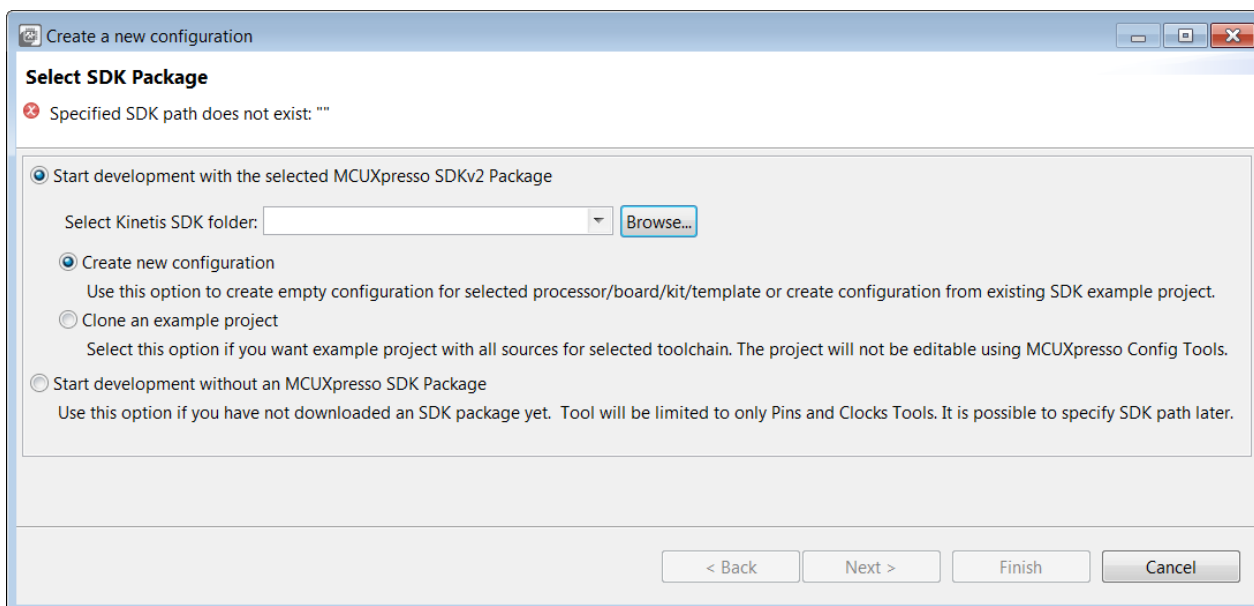 Create a new configuration
Select SDK Package
Specified SDK path does not exist: ""
Start development with the selected MCUXpresso SDKv2 Package
Select Kinetis SDK folder:
Browse...
Create new configuration
Use this option to create empty configuration for selected processor/board/kit/template or create configuration from existing SDK example project.
Clone an example project
Select this option if you want example project with all sources for selected toolchain. The project will not be editable using MCUXpresso Config Tools.
Start development without an MCUXpresso SDK Package
Use this option if you have not downloaded an SDK package yet.  Tool will be limited to only Pins and Clocks Tools. It is possible to specify SDK path later.
< Back
Next >
Finish
Cancel